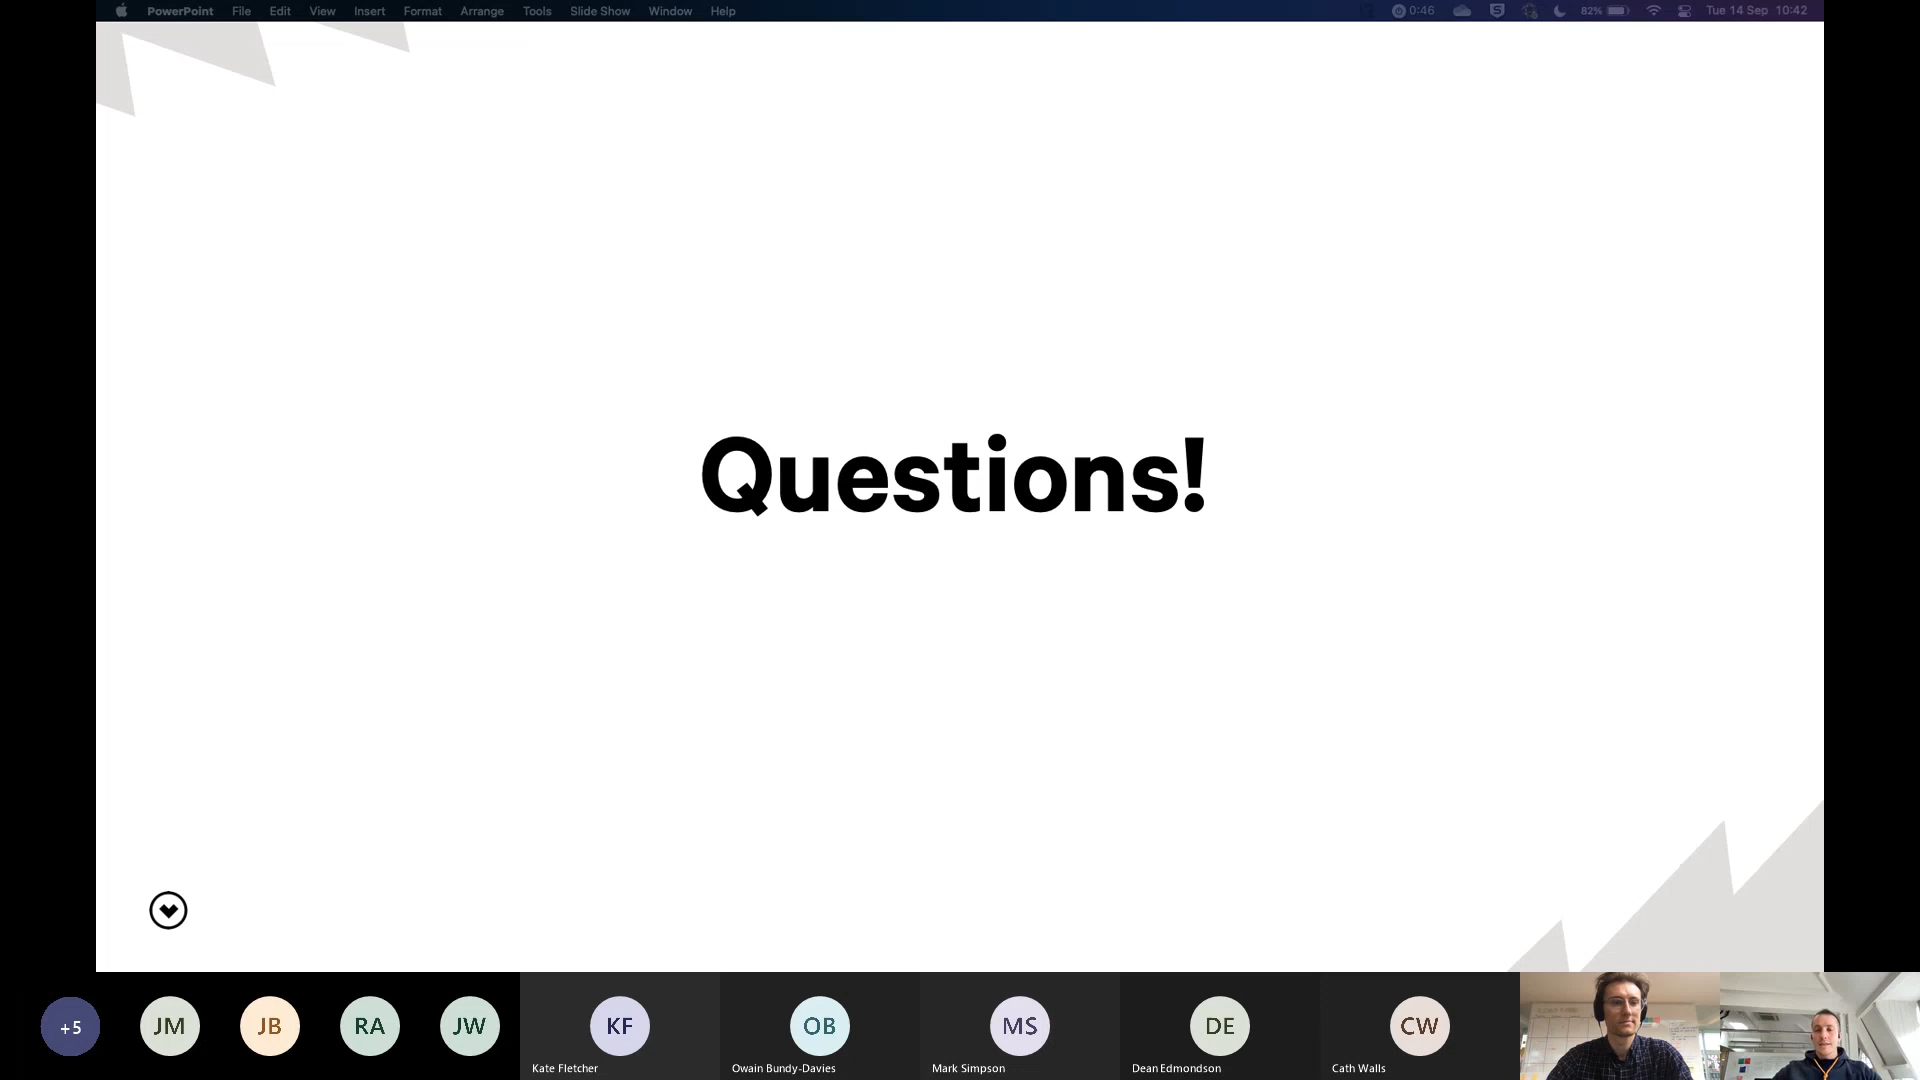 PowerPoint File Edit View Insert Format Arrange Tools Slide Show Window Help 0:46 82% Tue 14 Sep 10:42
Questions!
+5 JM JB RA JW KF OB MS DE CW
Kate Fletcher Owain Bundy-Davies Mark Simpson Dean Edmondson Cath Walls